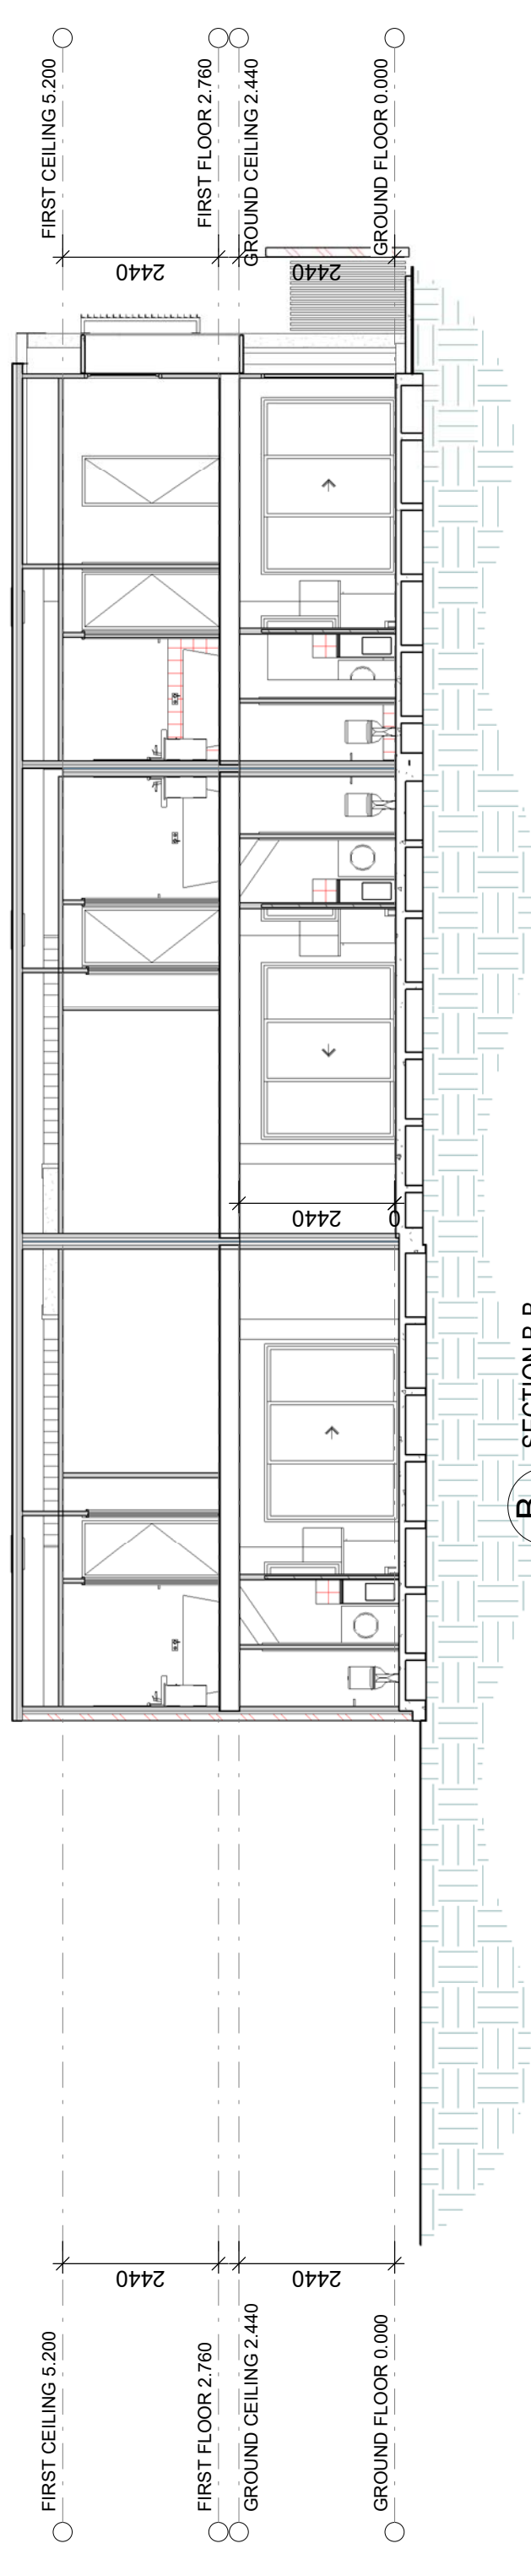 FIRST CEILING 5.200
FIRST FLOOR 2.760
GROUND CEILING 2.440
GROUND FLOOR 0.000
2440
2440
2440
0
2440
2440
FIRST CEILING 5.200
FIRST FLOOR 2.760
GROUND CEILING 2.440
GROUND FLOOR 0.000
B
SECTION B-B